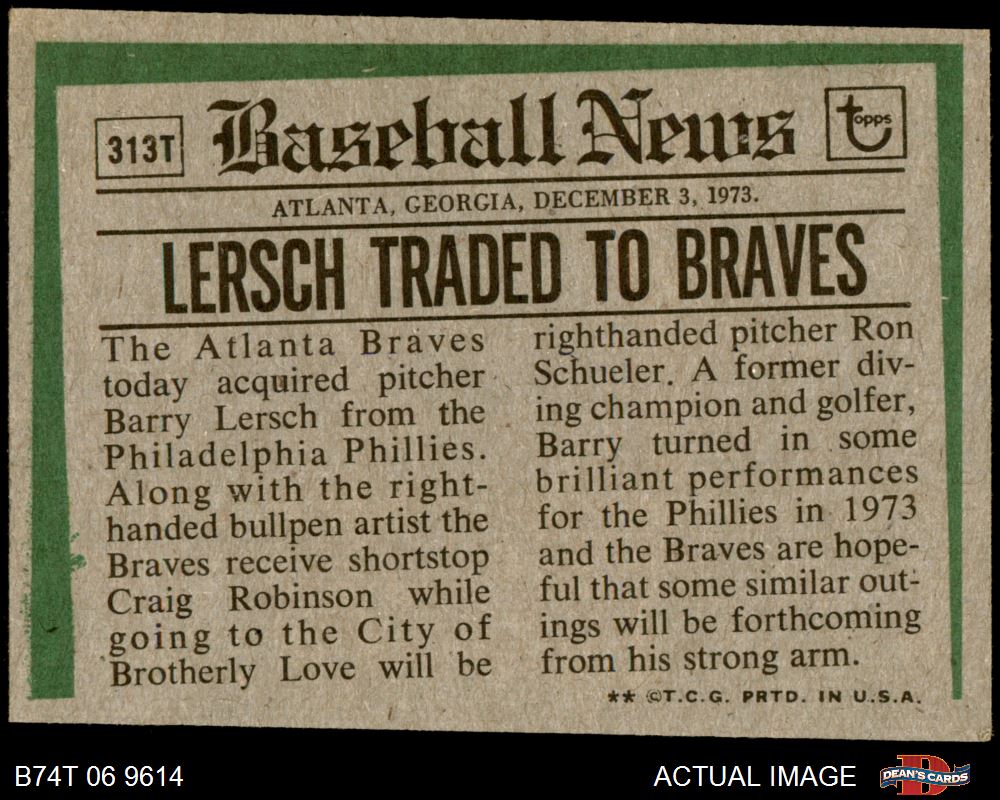 313T
Baseball News
topps
ATLANTA, GEORGIA, DECEMBER 3, 1973.
LERSCH TRADED TO BRAVES
The Atlanta Braves
today acquired pitcher
Barry Lersch from the
Philadelphia Phillies.
Along with the right-
handed bullpen artist the
Braves receive shortstop
Craig Robinson while
going to the City of
Brotherly Love will be
righthanded pitcher Ron
Schueler. A former div-
ing champion and golfer,
Barry turned in some
brilliant performances
for the Phillies in 1973
and the Braves are hope-
ful that some similar out-
ings will be forthcoming
from his strong arm.
** ©T.C.G. PRTD. IN U.S.A.
B74T 06 9614
ACTUAL IMAGE
DEAN'S CARDS